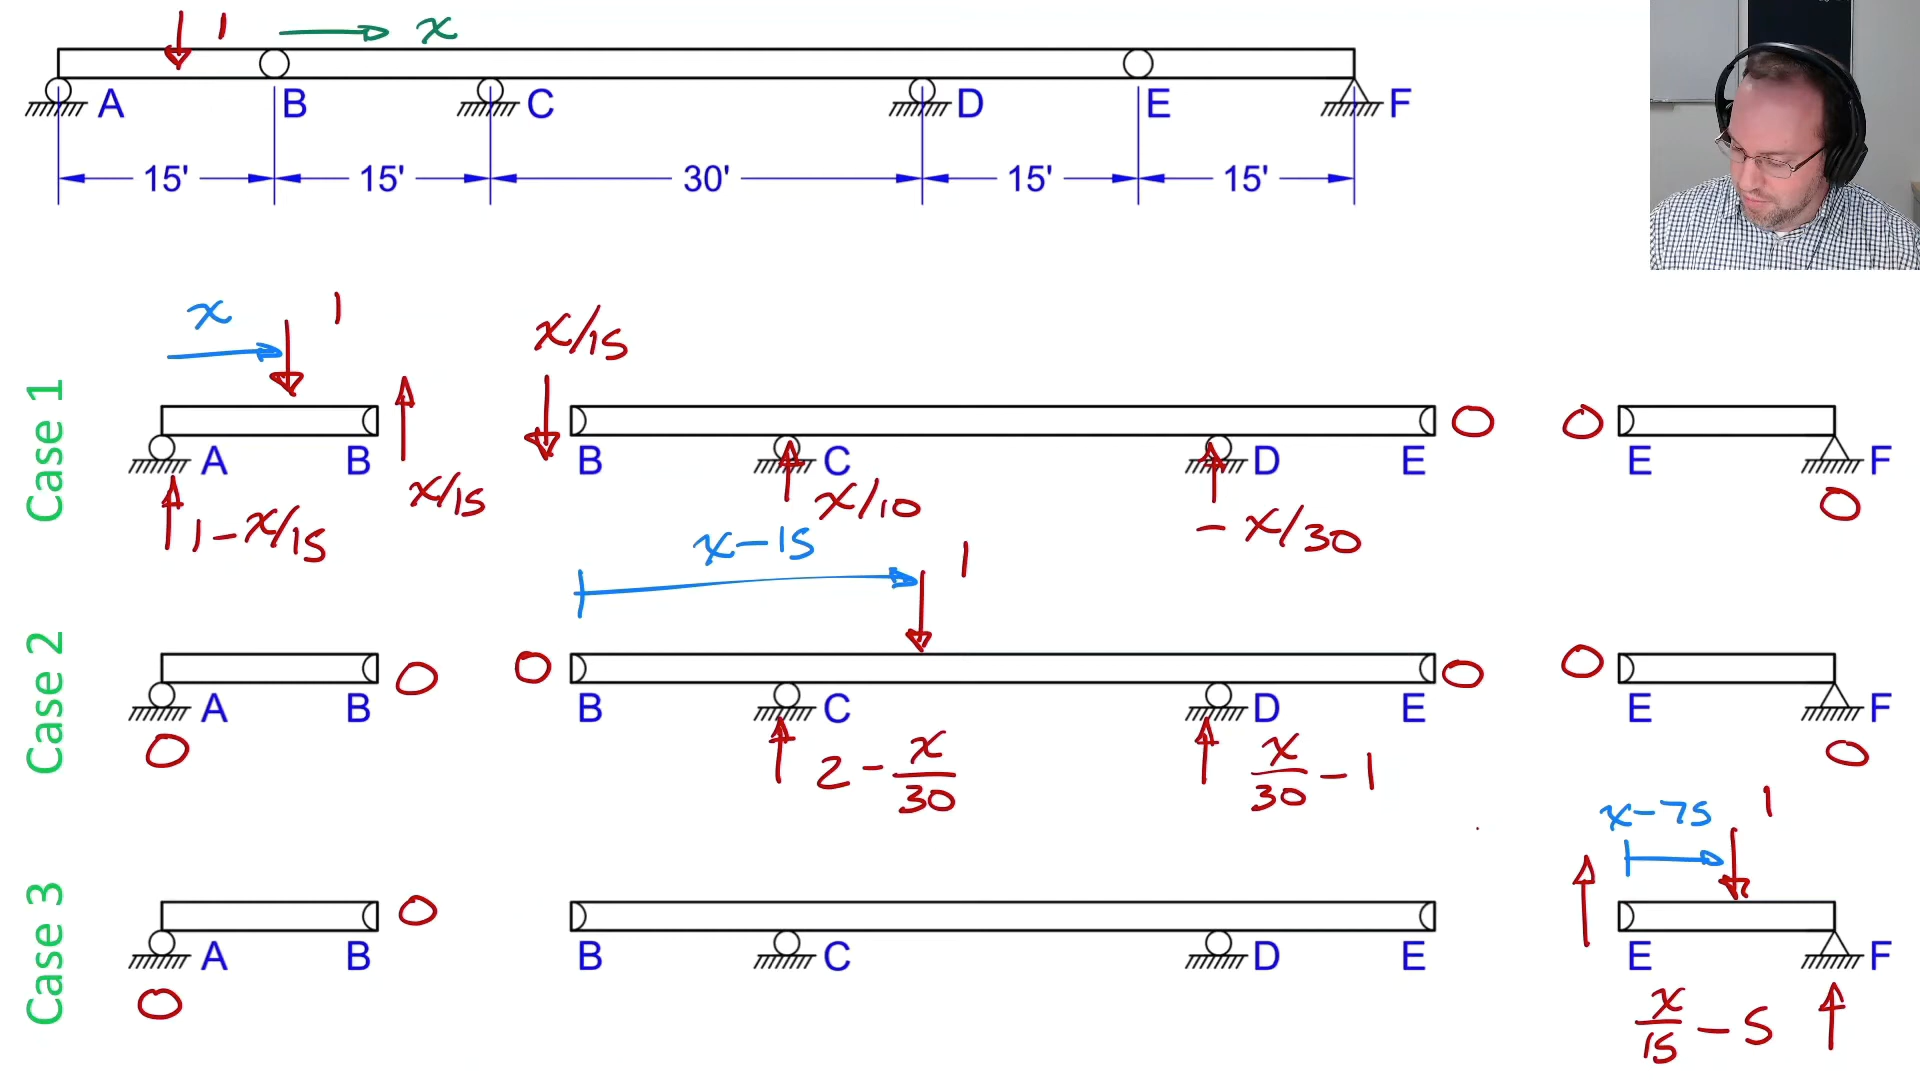 1 x
A B C D E F
15' 15' 30' 15' 15'
Case 1
x 1
x/15
A B x/15
1-x/15
B C D E 0
x/10
-x/30
0 E F
0
Case 2
x-15 1
A B 0
0
0 B C D E 0
2 - x/30
x/30 - 1
0 E F
0
Case 3
A B 0
0
B C D E
x-75 1
E F
x/15 - 5